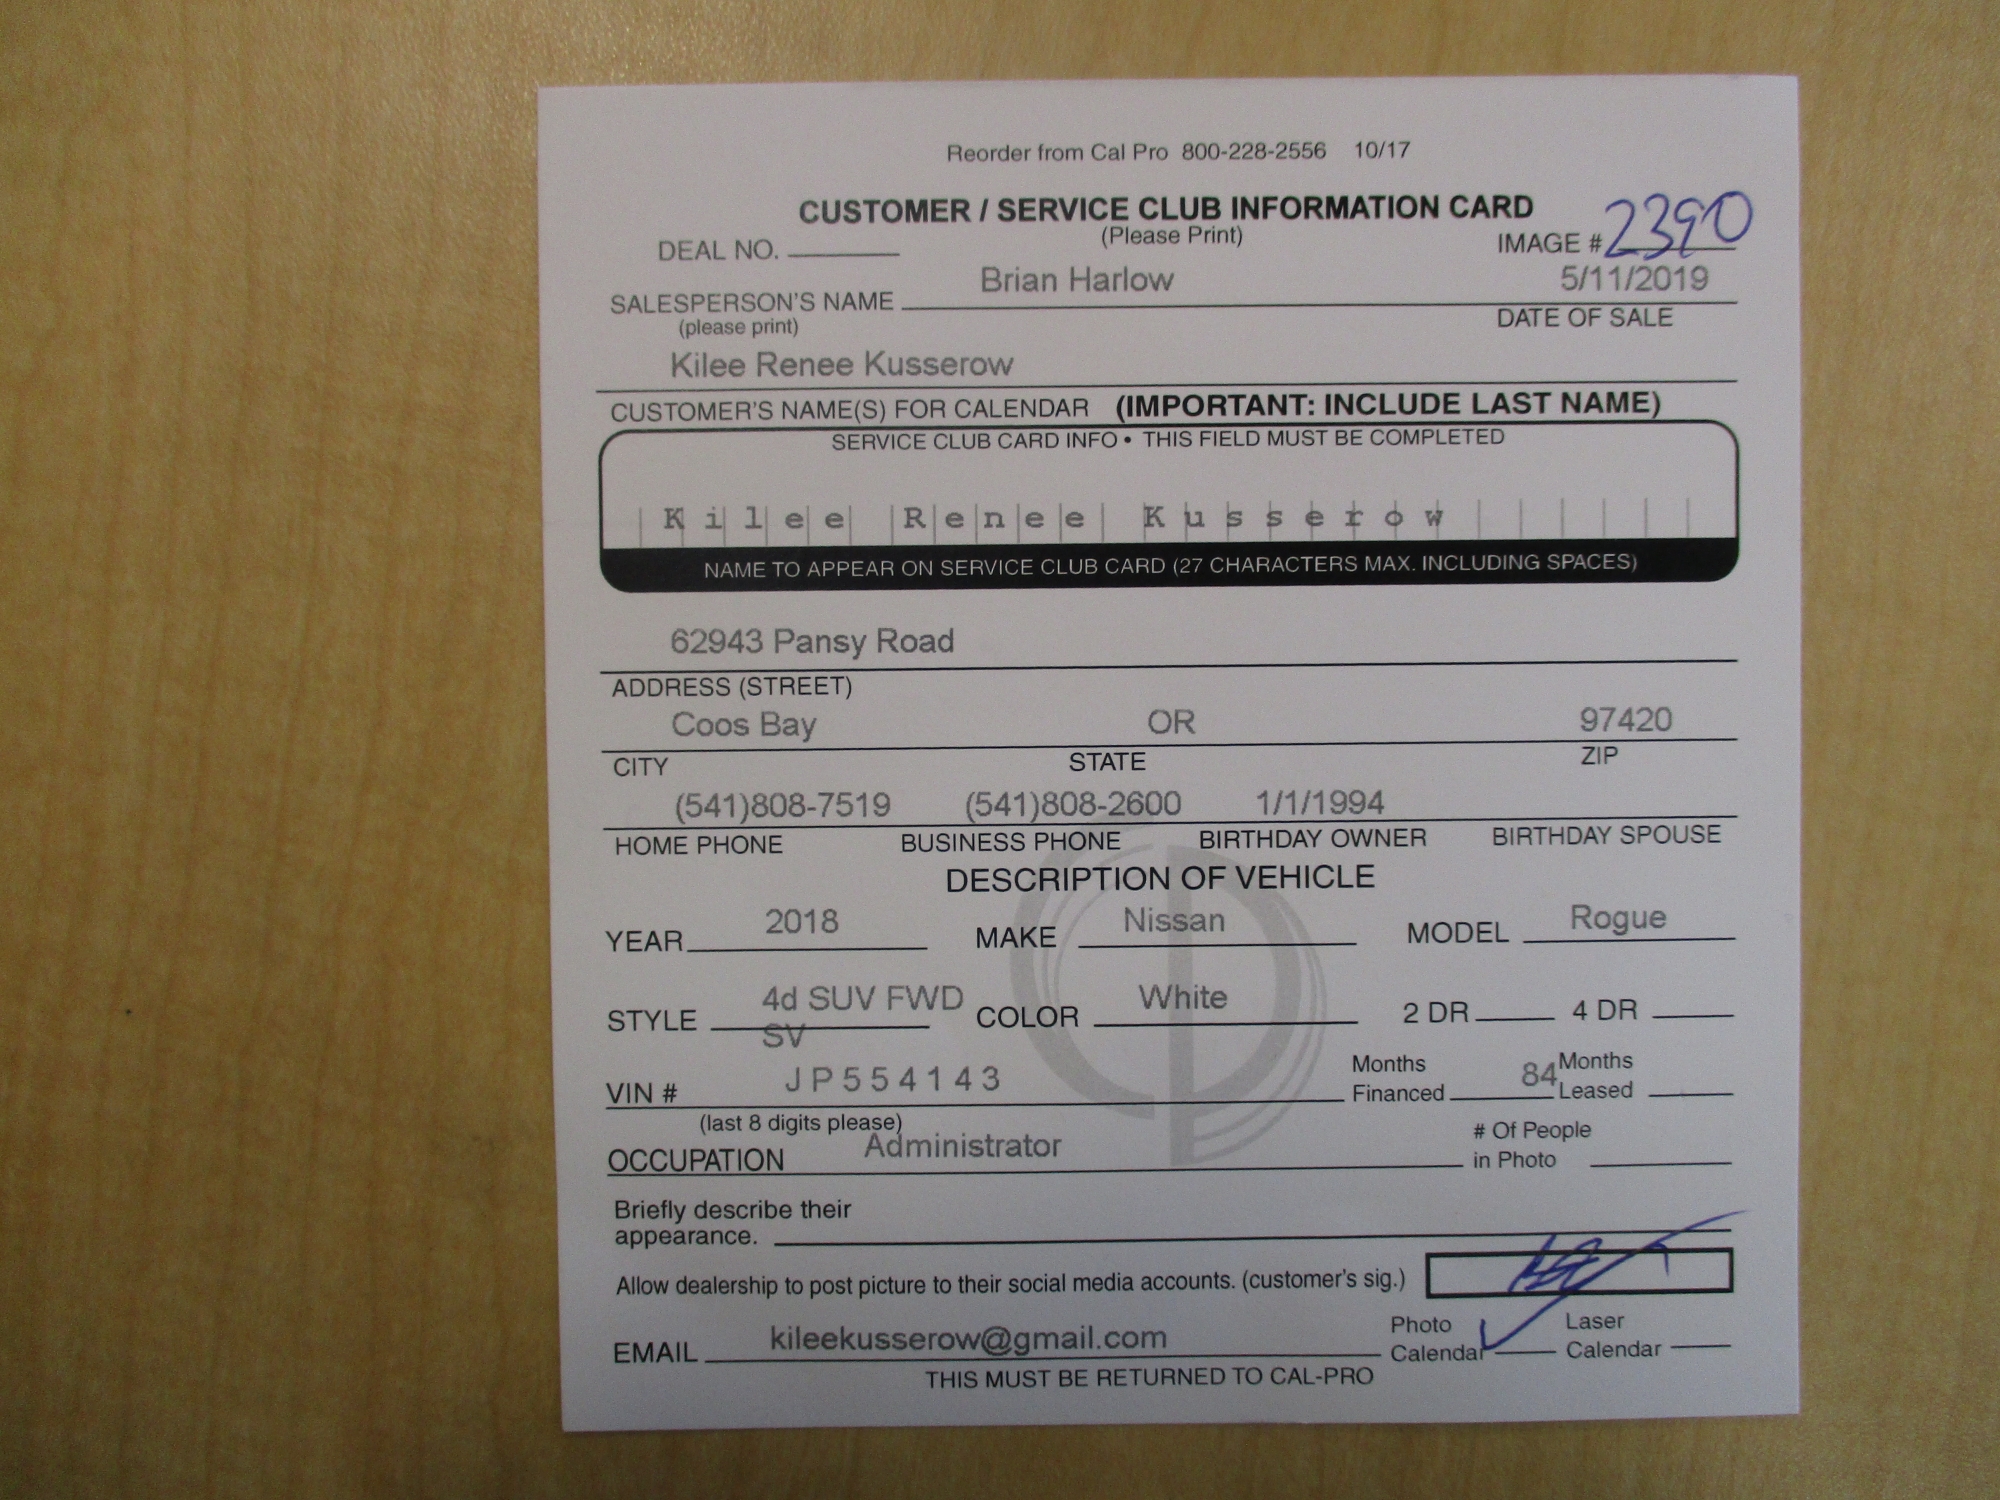 Reorder from Cal Pro 800-228-2556 10/17
CUSTOMER / SERVICE CLUB INFORMATION CARD
(Please Print)
DEAL NO. IMAGE # 2390
Brian Harlow 5/11/2019
SALESPERSON'S NAME DATE OF SALE
(please print)
Kilee Renee Kusserow
CUSTOMER'S NAME(S) FOR CALENDAR (IMPORTANT: INCLUDE LAST NAME)
SERVICE CLUB CARD INFO • THIS FIELD MUST BE COMPLETED
Kilee Renee Kusserow
NAME TO APPEAR ON SERVICE CLUB CARD (27 CHARACTERS MAX. INCLUDING SPACES)
62943 Pansy Road
ADDRESS (STREET)
Coos Bay OR 97420
CITY STATE ZIP
(541)808-7519 (541)808-2600 1/1/1994
HOME PHONE BUSINESS PHONE BIRTHDAY OWNER BIRTHDAY SPOUSE
DESCRIPTION OF VEHICLE
YEAR 2018 MAKE Nissan MODEL Rogue
STYLE 4d SUV FWD SV COLOR White 2 DR 4 DR
VIN # JP554143 Months Financed 84 Months Leased
(last 8 digits please)
OCCUPATION Administrator # Of People in Photo
Briefly describe their
appearance.
Allow dealership to post picture to their social media accounts. (customer's sig.)
EMAIL kileekusserow@gmail.com Photo Calendar Laser Calendar
THIS MUST BE RETURNED TO CAL-PRO